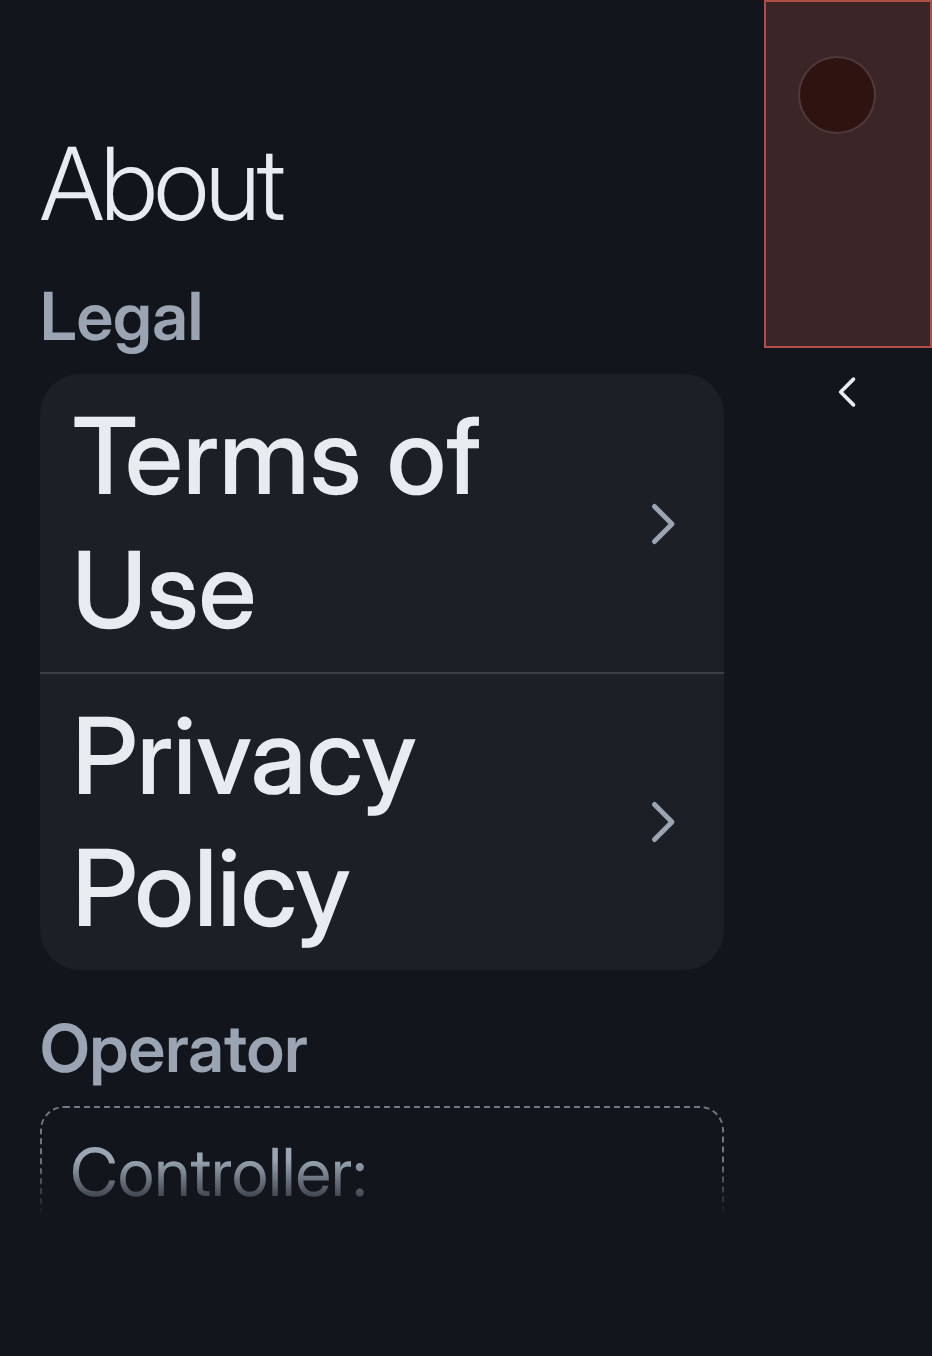 About
Legal
Terms of
Use
Privacy
Policy
Operator
Controller: